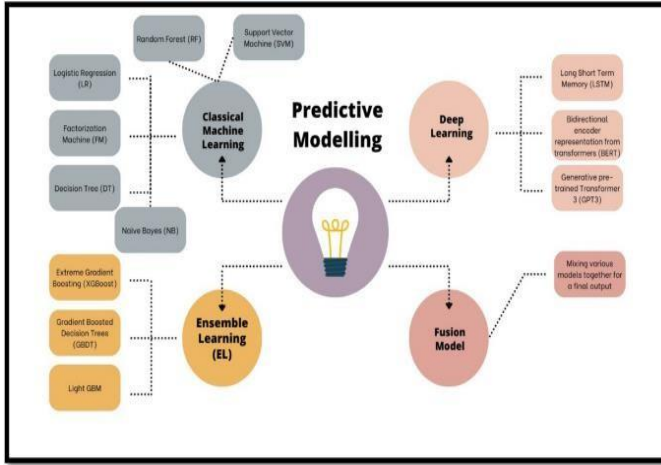 Random Forest (RF)
Support Vector
Machine (SVM)
Logistic Regression
(LR)
Factorization
Machine (FM)
Decision Tree (DT)
Naive Bayes (NB)
Classical
Machine
Learning
Predictive
Modelling
Deep
Learning
Long Short Term
Memory (LSTM)
Bidirectional
encoder
representation from
transformers (BERT)
Generative pre-
trained Transformer
3 (GPT3)
Extreme Gradient
Boosting (XGBoost)
Gradient Boosted
Decision Trees
(GBDT)
Light GBM
Ensemble
Learning
(EL)
Fusion
Model
Mixing various
models together for
a final output